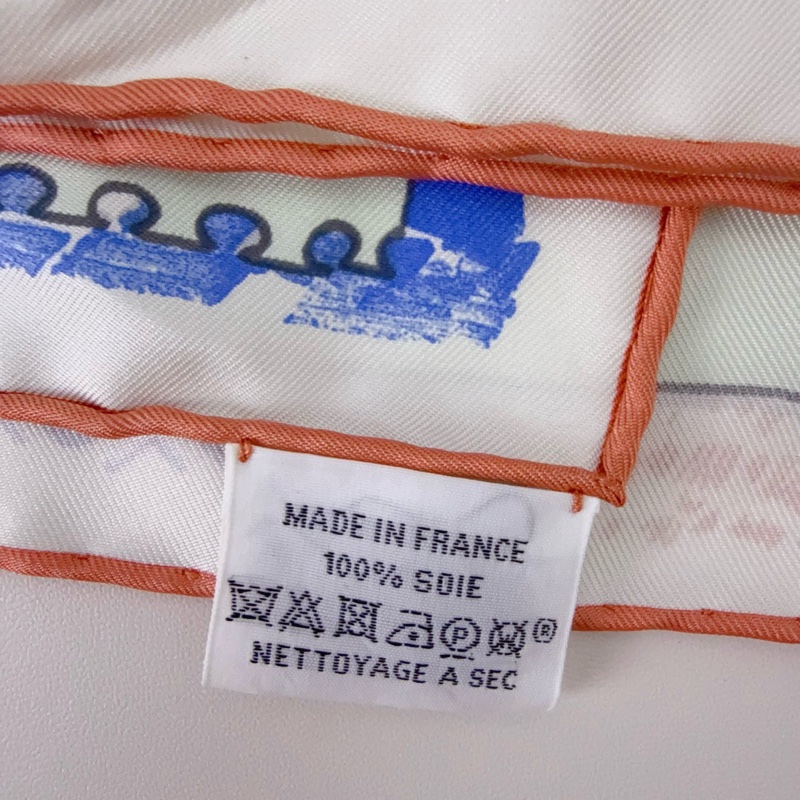 MADE IN FRANCE
100% SOIE
P ®
NETTOYAGE A SEC